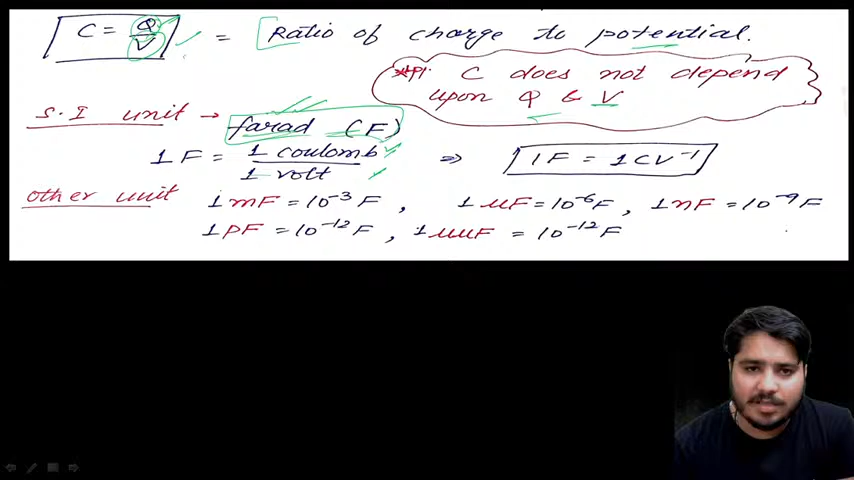 C = Q/V = Ratio of charge to potential.
*Imp. C does not depend
upon Q & V
S.I unit → farad (F)
1 F = 1 coulomb / 1 volt ⇒ 1F = 1CV⁻¹
other unit 1 mF = 10⁻³ F, 1 μF = 10⁻⁶ F, 1 nF = 10⁻⁹ F
1 pF = 10⁻¹² F, 1 μμF = 10⁻¹² F